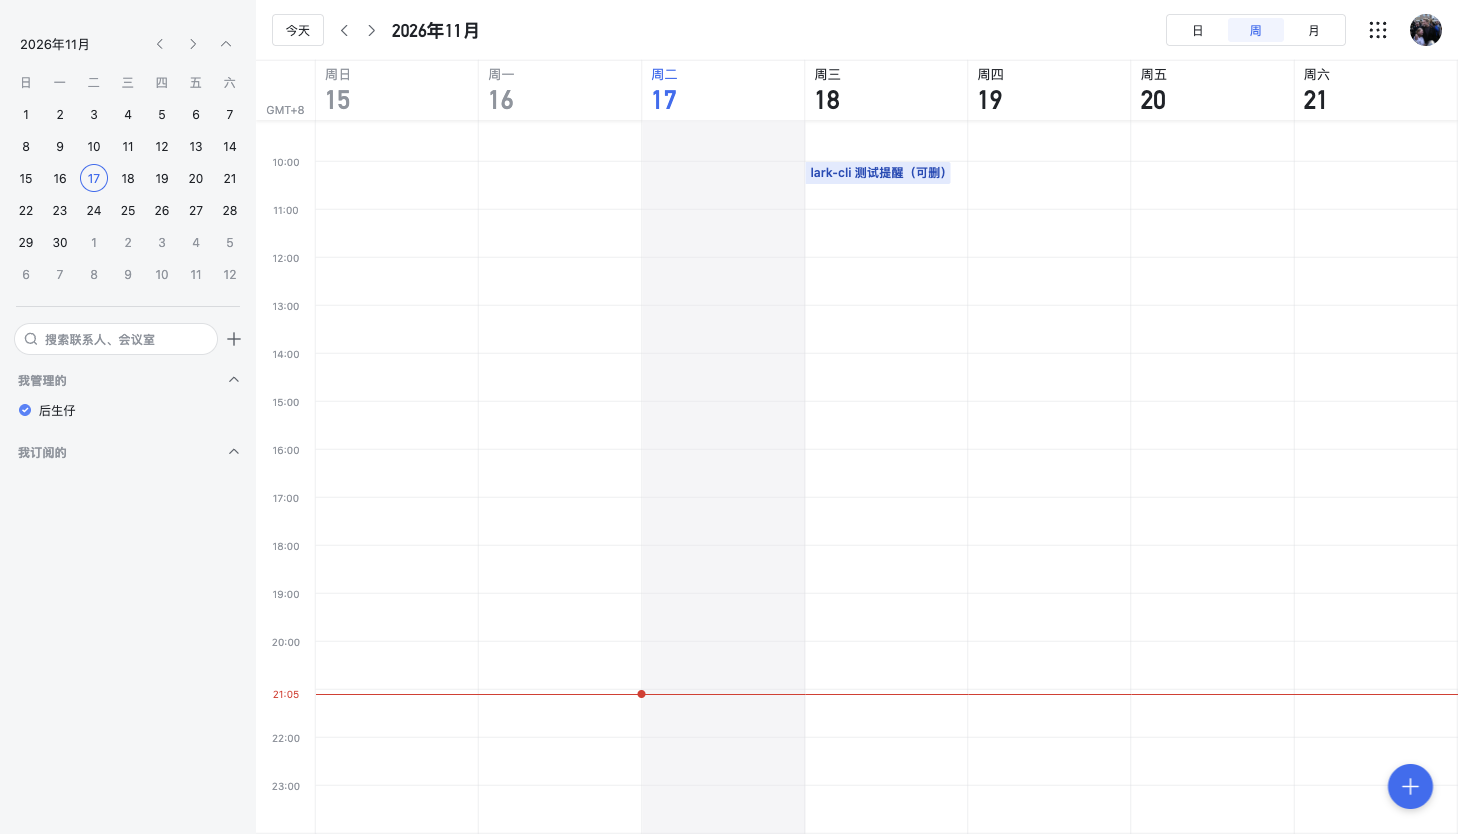 2026年11月
日 一 二 三 四 五 六
1 2 3 4 5 6 7
8 9 10 11 12 13 14
15 16 17 18 19 20 21
22 23 24 25 26 27 28
29 30 1 2 3 4 5
6 7 8 9 10 11 12
搜索联系人、会议室
我管理的
后生仔
我订阅的
今天
2026年11月
日 周 月
GMT+8
周日 周一 周二 周三 周四 周五 周六
15 16 17 18 19 20 21
10:00
lark-cli 测试提醒（可删）
11:00
12:00
13:00
14:00
15:00
16:00
17:00
18:00
19:00
20:00
21:05
22:00
23:00